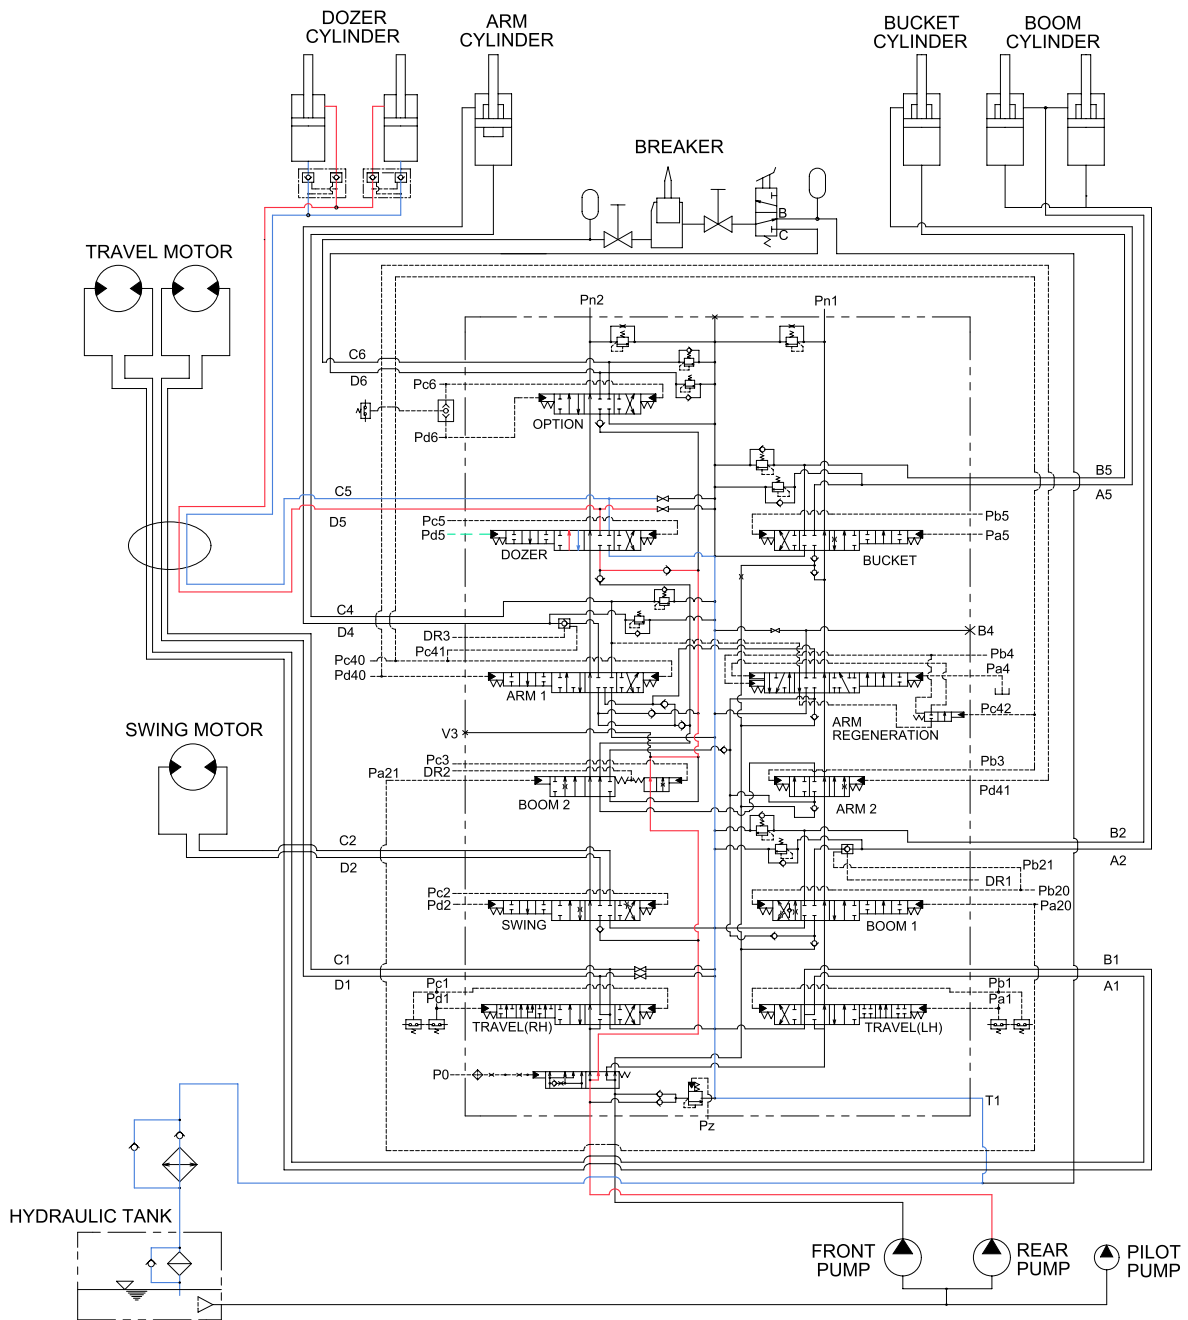 DOZER
CYLINDER
ARM
CYLINDER
BUCKET
CYLINDER
BOOM
CYLINDER
BREAKER
B
C
TRAVEL MOTOR
Pn2
Pn1
C6
D6
Pc6
OPTION
Pd6
B5
A5
C5
D5
Pc5
Pd5
DOZER
Pb5
Pa5
BUCKET
C4
D4
DR3
Pc41
Pc40
Pd40
ARM 1
B4
Pb4
Pa4
Pc42
ARM
REGENERATION
SWING MOTOR
V3
Pc3
DR2
Pa21
BOOM 2
Pb3
Pd41
ARM 2
C2
D2
B2
A2
Pb21
DR1
Pc2
Pd2
SWING
Pb20
Pa20
BOOM 1
C1
D1
B1
A1
Pc1
Pd1
TRAVEL(RH)
Pb1
Pa1
TRAVEL(LH)
P0
T1
Pz
HYDRAULIC TANK
FRONT
PUMP
REAR
PUMP
PILOT
PUMP